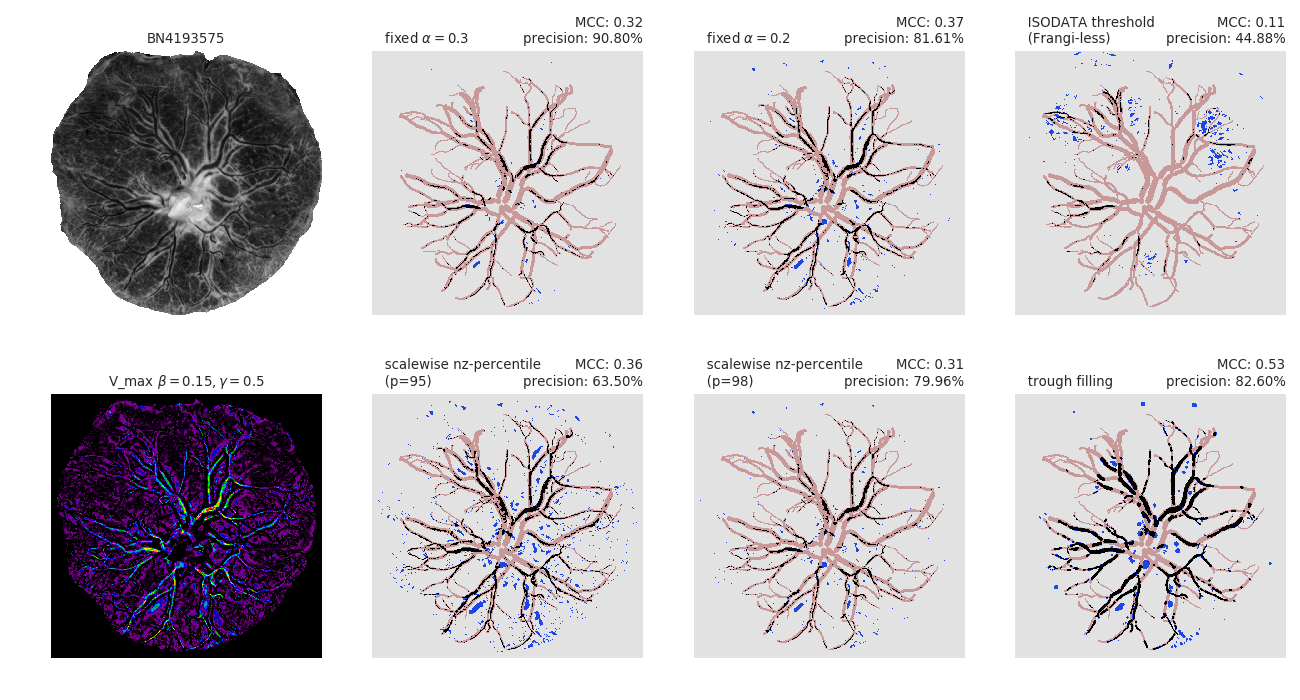 BN4193575
MCC: 0.32
fixed α = 0.3 precision: 90.80%
MCC: 0.37
fixed α = 0.2 precision: 81.61%
ISODATA threshold MCC: 0.11
(Frangi-less) precision: 44.88%
V_max β = 0.15, γ = 0.5
scalewise nz-percentile MCC: 0.36
(p=95) precision: 63.50%
scalewise nz-percentile MCC: 0.31
(p=98) precision: 79.96%
MCC: 0.53
trough filling precision: 82.60%